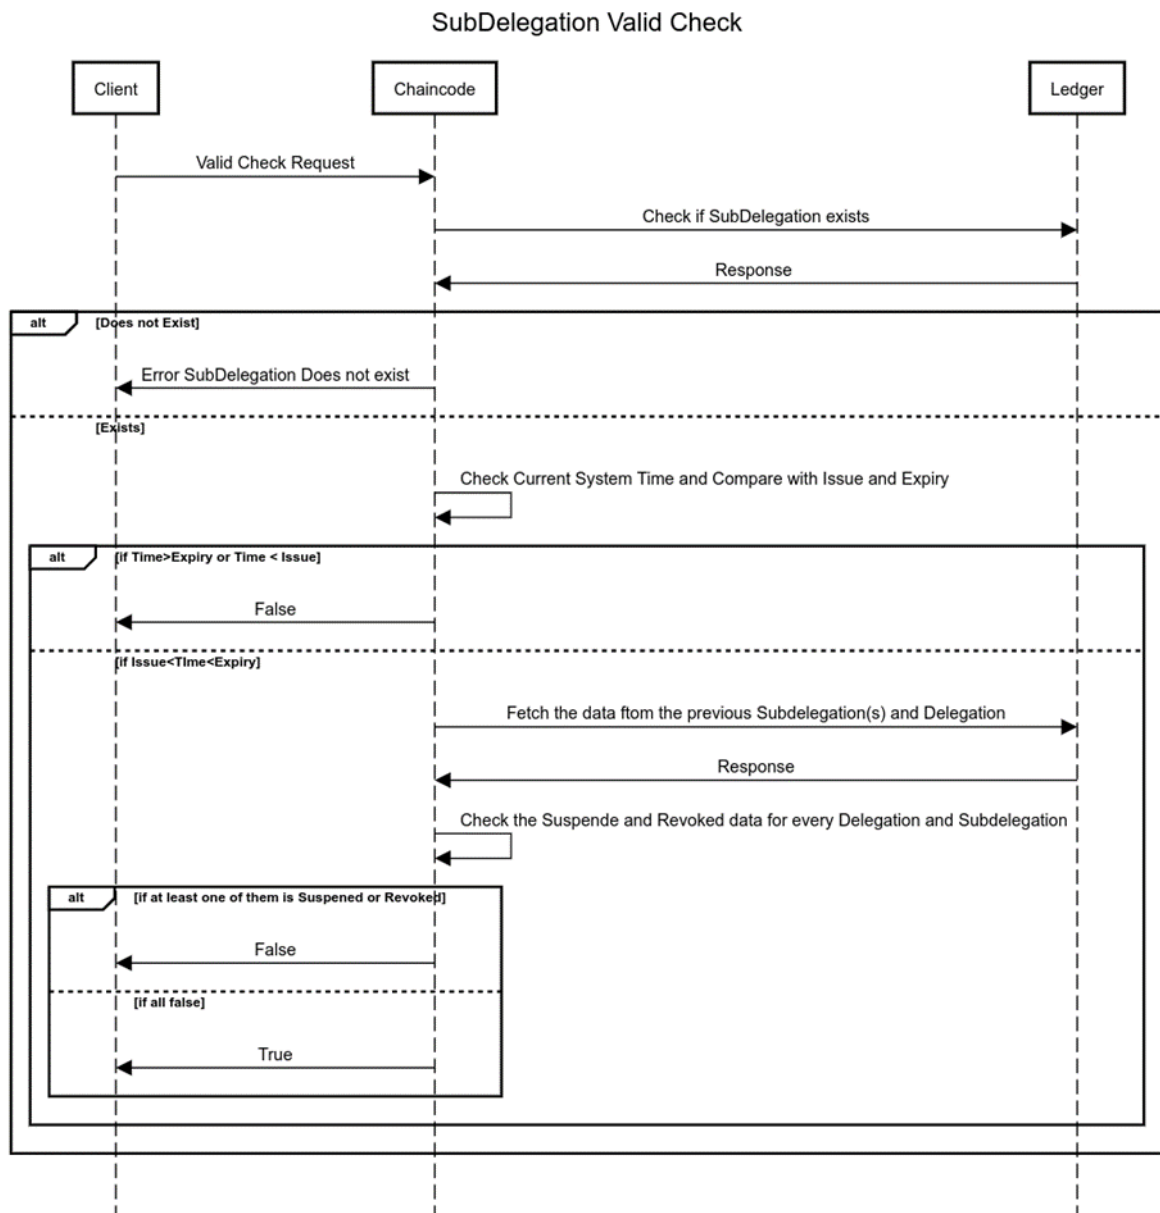 SubDelegation Valid Check
Client
Chaincode
Ledger
Valid Check Request
Check if SubDelegation exists
Response
alt
[Does not Exist]
Error SubDelegation Does not exist
[Exists]
Check Current System Time and Compare with Issue and Expiry
alt
[if Time>Expiry or Time < Issue]
False
[if Issue<TIme<Expiry]
Fetch the data ftom the previous Subdelegation(s) and Delegation
Response
Check the Suspende and Revoked data for every Delegation and Subdelegation
alt
[if at least one of them is Suspened or Revoked]
False
[if all false]
True